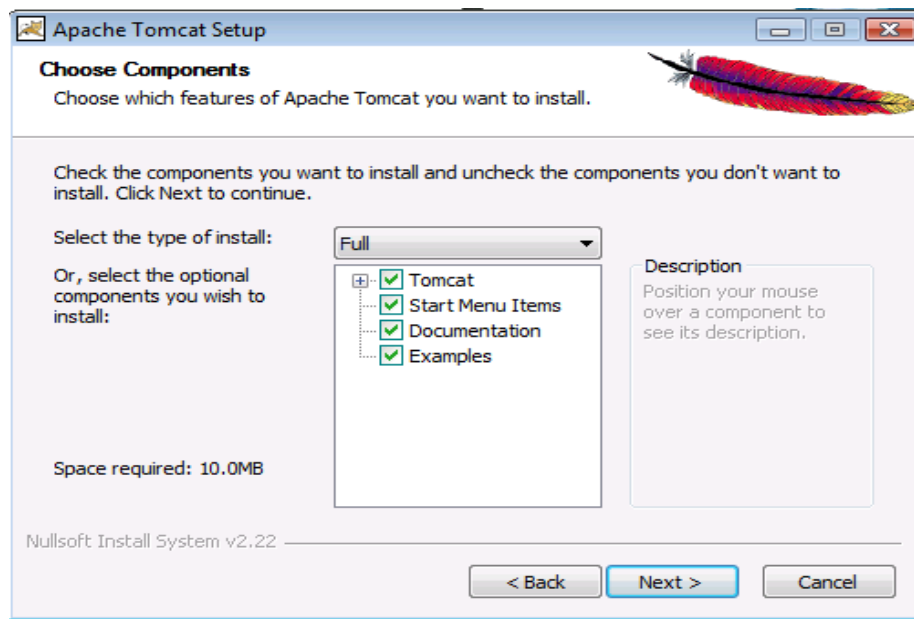 Apache Tomcat Setup
Choose Components
Choose which features of Apache Tomcat you want to install.
Check the components you want to install and uncheck the components you don't want to
install. Click Next to continue.
Select the type of install:
Full
Or, select the optional
components you wish to
install:
Tomcat
Start Menu Items
Documentation
Examples
Description
Position your mouse
over a component to
see its description.
Space required: 10.0MB
Nullsoft Install System v2.22
< Back
Next >
Cancel